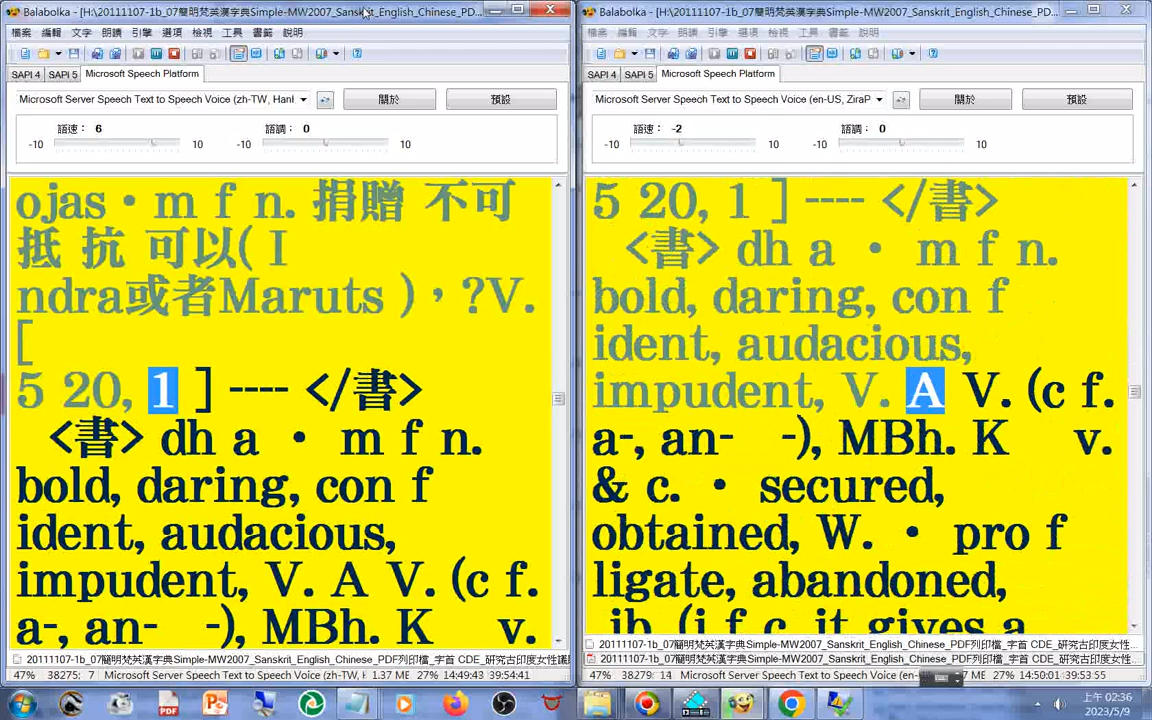 Balabolka - [H:\20111107-1b_07簡明梵英漢字典Simple-MW2007_Sanskrit_English_Chinese_PD...
檔案 編輯 文字 朗讀 引擎 選項 檢視 工具 書籤 說明
SAPI 4 SAPI 5 Microsoft Speech Platform
Microsoft Server Speech Text to Speech Voice (zh-TW, Hanl
關於
預設
語速： 6
語調： 0
-10 10 -10 10
ojas • m f n. 捐贈 不可
抵 抗 可以( I
ndra或者Maruts )，?V.
[
5 20, 1 ] ---- </書>
<書> dh a • m f n.
bold, daring, con f
ident, audacious,
impudent, V. A V. (c f.
a-, an- -), MBh. K v.
20111107-1b_07簡明梵英漢字典Simple-MW2007_Sanskrit_English_Chinese_PDF列印檔_字首 CDE_研究古印度女性議
47% 38275: 7 Microsoft Server Speech Text to Speech Voice (zh-TW, H 1.37 ME 27% 14:49:43 39:54:41
Balabolka - [H:\20111107-1b_07簡明梵英漢字典Simple-MW2007_Sanskrit_English_Chinese_PD...
檔案 編輯 文字 朗讀 引擎 選項 檢視 工具 書籤 說明
SAPI 4 SAPI 5 Microsoft Speech Platform
Microsoft Server Speech Text to Speech Voice (en-US, ZiraP
關於
預設
語速： -2
語調： 0
-10 10 -10 10
5 20, 1 ] ---- </書>
<書> dh a • m f n.
bold, daring, con f
ident, audacious,
impudent, V. A V. (c f.
a-, an- -), MBh. K v.
& c. • secured,
obtained, W. • pro f
ligate, abandoned,
ib. (i f c. it gives a
20111107-1b_07簡明梵英漢字典Simple-MW2007_Sanskrit_English_Chinese_PDF列印檔_字首 CDE_研究古印度女性
20111107-1b_07簡明梵英漢字典Simple-MW2007_Sanskrit_English_Chinese_PDF列印檔_字首 CDE_研究古印度女性
47% 38279: 14 Microsoft Server Speech Text to Speech Voice (en-US 7 ME 27% 14:50:01 39:53:55
PDF
上午 02:36
2023/5/9